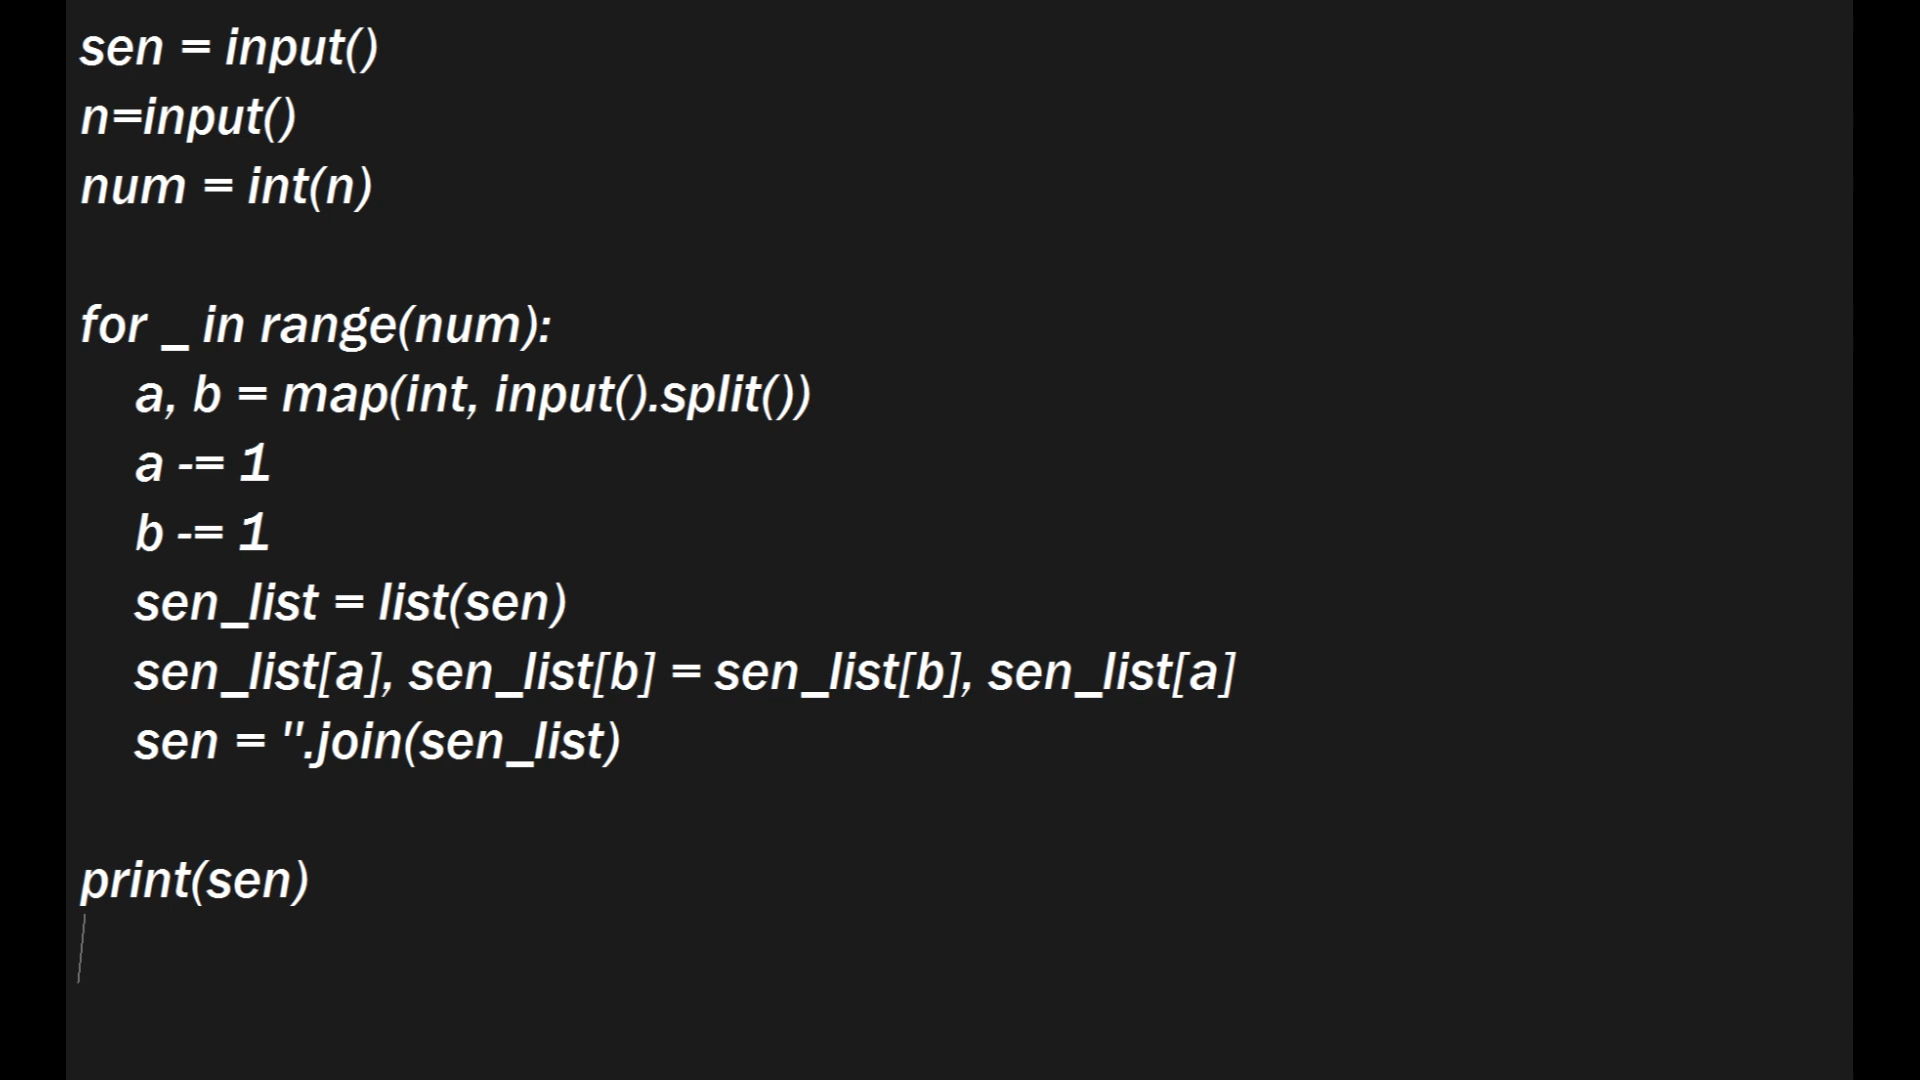 sen = input()
n=input()
num = int(n)
for _ in range(num):
a, b = map(int, input().split())
a -= 1
b -= 1
sen_list = list(sen)
sen_list[a], sen_list[b] = sen_list[b], sen_list[a]
sen = ''.join(sen_list)
print(sen)